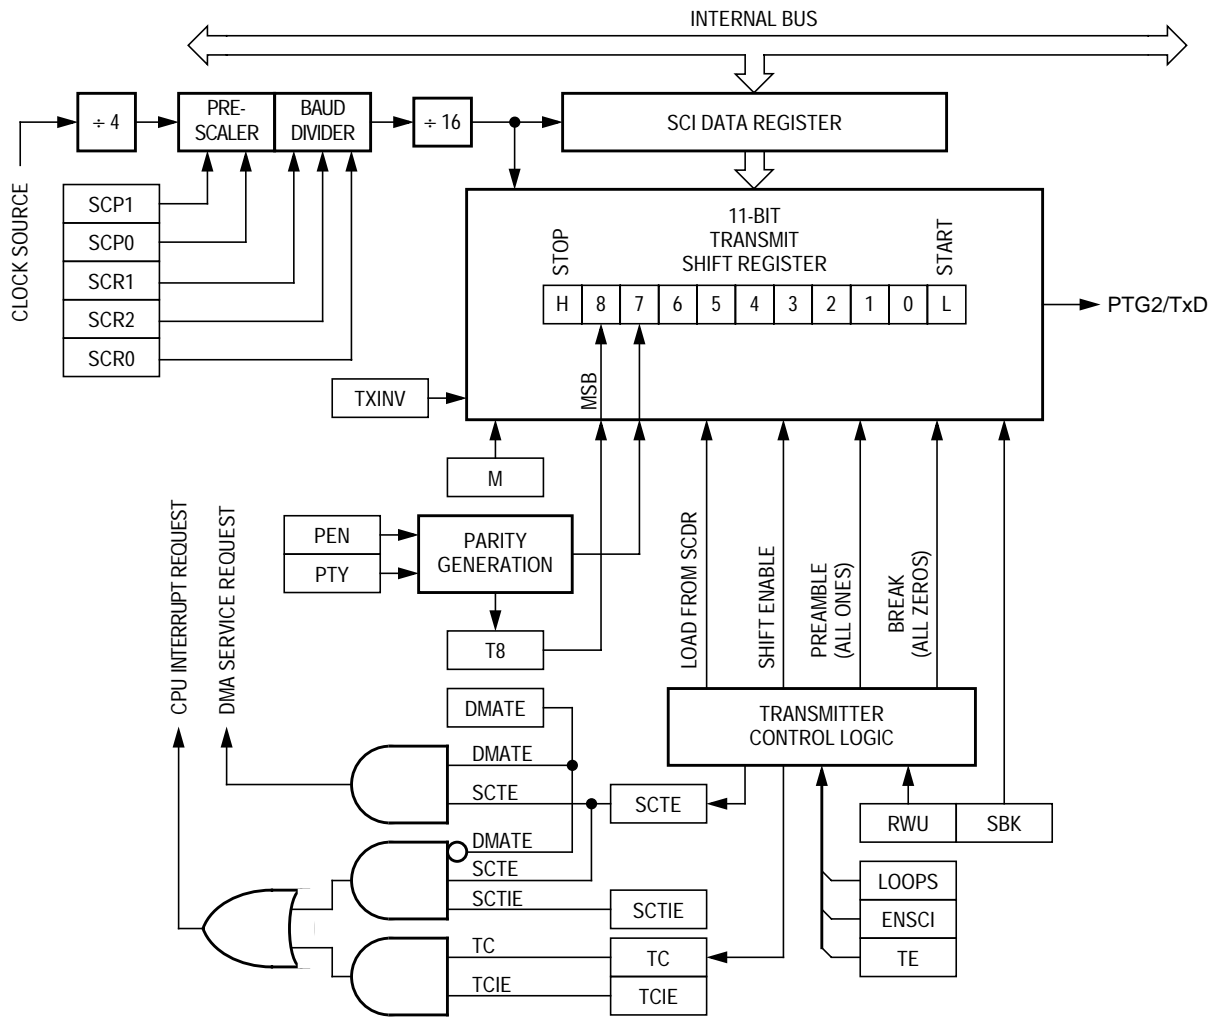 INTERNAL BUS
÷ 4
PRE-
SCALER
BAUD
DIVIDER
÷ 16
SCI DATA REGISTER
CLOCK SOURCE
SCP1
SCP0
SCR1
SCR2
SCR0
11-BIT
TRANSMIT
SHIFT REGISTER
STOP
START
H 8 7 6 5 4 3 2 1 0 L
PTG2/TxD
TXINV
MSB
M
PEN
PTY
PARITY
GENERATION
T8
CPU INTERRUPT REQUEST
DMA SERVICE REQUEST
LOAD FROM SCDR
SHIFT ENABLE
PREAMBLE
(ALL ONES)
BREAK
(ALL ZEROS)
DMATE
TRANSMITTER
CONTROL LOGIC
DMATE
SCTE
SCTE
RWU
SBK
DMATE
SCTE
SCTIE
SCTIE
LOOPS
ENSCI
TE
TC
TC
TCIE
TCIE